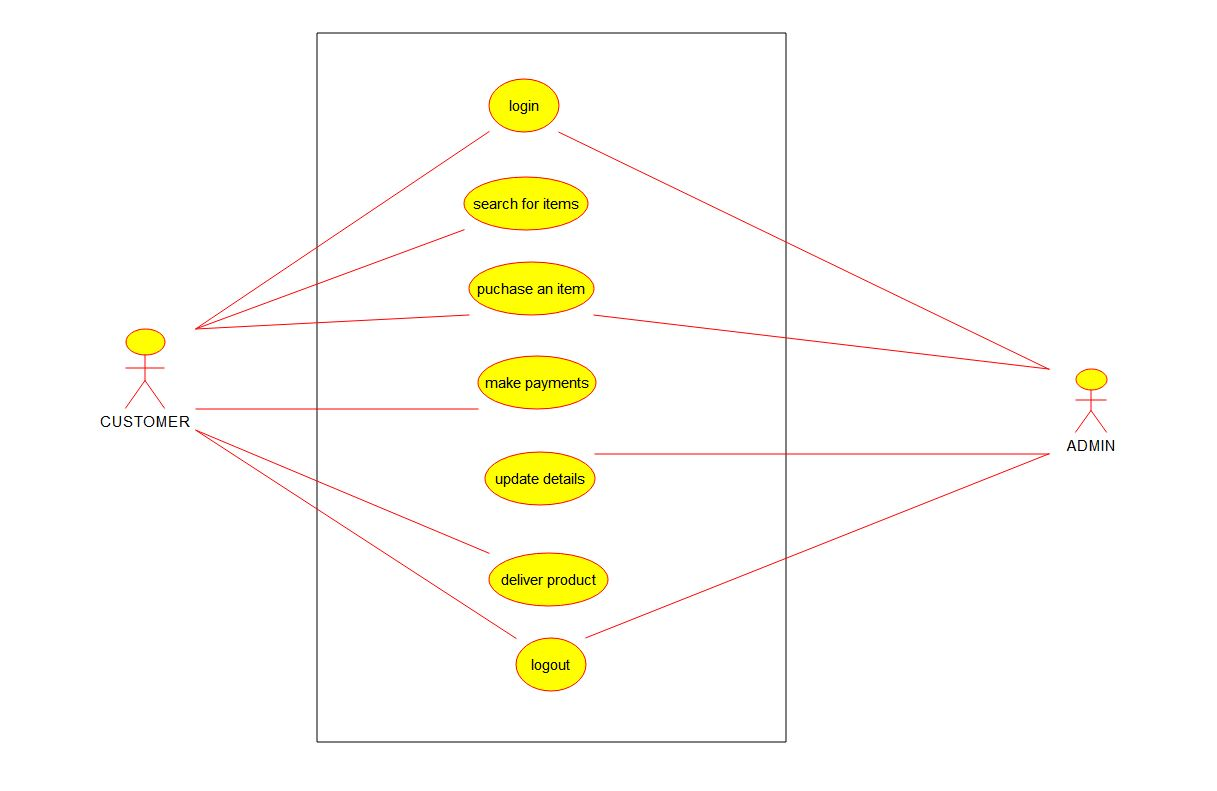 login
search for items
puchase an item
make payments
CUSTOMER
ADMIN
update details
deliver product
logout